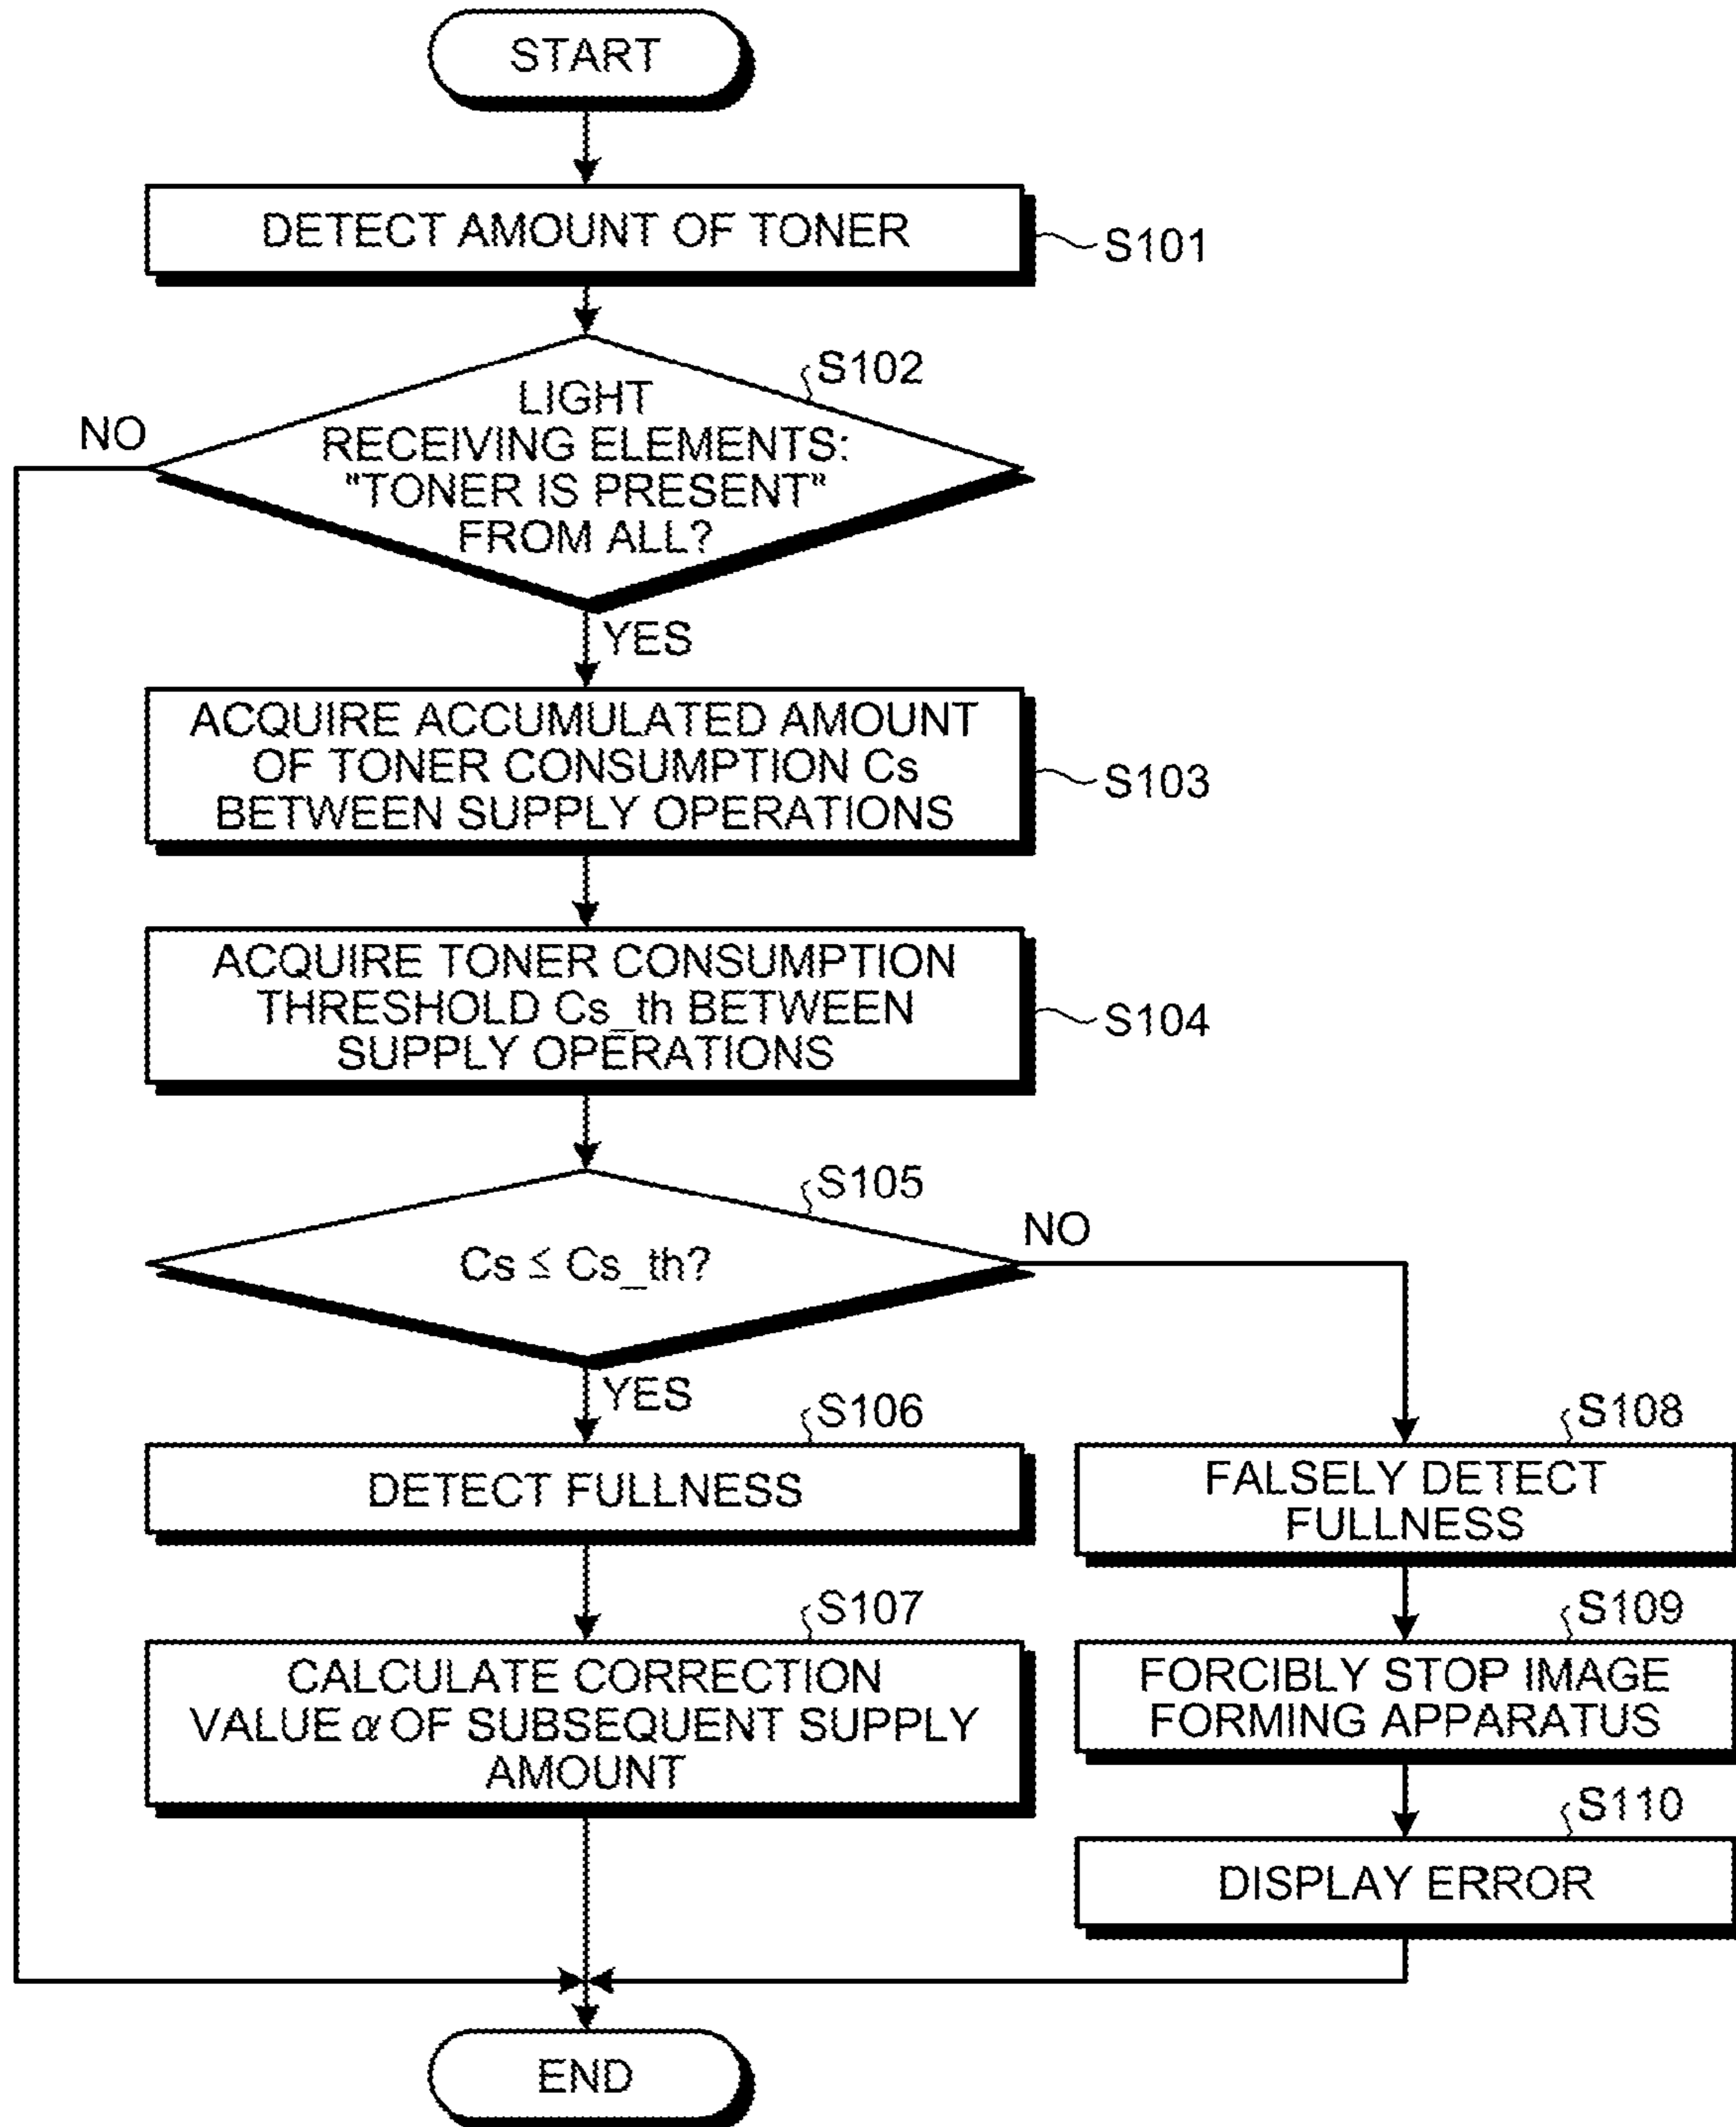 START
DETECT AMOUNT OF TONER
S101
S102
NO
LIGHT
RECEIVING ELEMENTS:
"TONER IS PRESENT"
FROM ALL?
YES
ACQUIRE ACCUMULATED AMOUNT
OF TONER CONSUMPTION Cs
BETWEEN SUPPLY OPERATIONS
S103
ACQUIRE TONER CONSUMPTION
THRESHOLD Cs_th BETWEEN
SUPPLY OPERATIONS
S104
S105
Cs ≤ Cs_th?
NO
YES
S106
DETECT FULLNESS
S107
CALCULATE CORRECTION
VALUE α OF SUBSEQUENT SUPPLY
AMOUNT
S108
FALSELY DETECT
FULLNESS
S109
FORCIBLY STOP IMAGE
FORMING APPARATUS
S110
DISPLAY ERROR
END